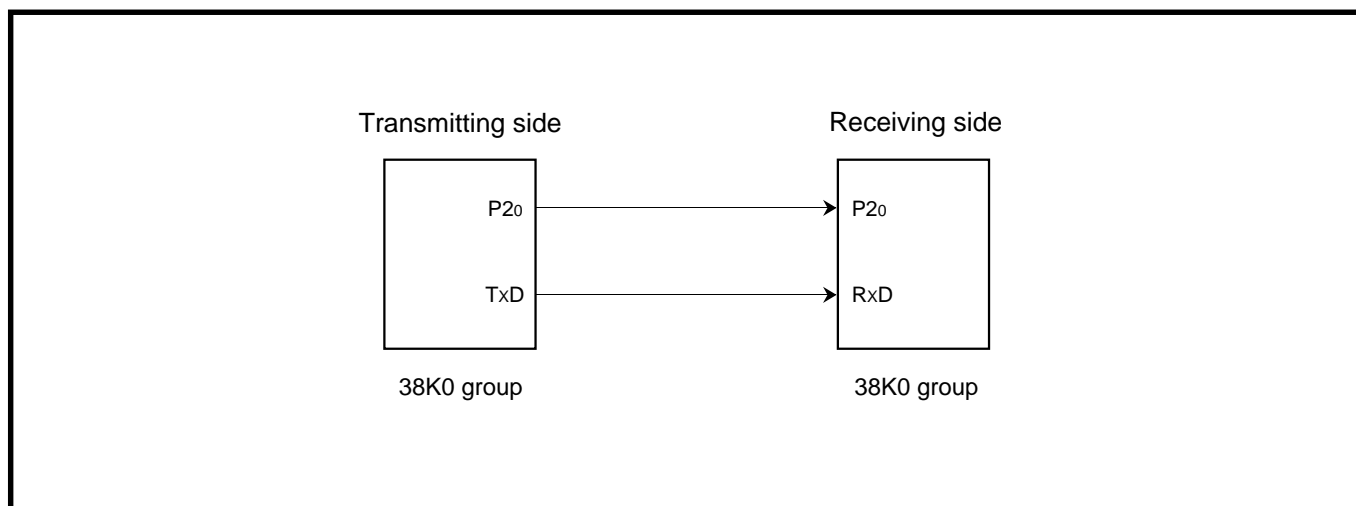 Transmitting side Receiving side
P20 P20
TxD RxD
38K0 group 38K0 group